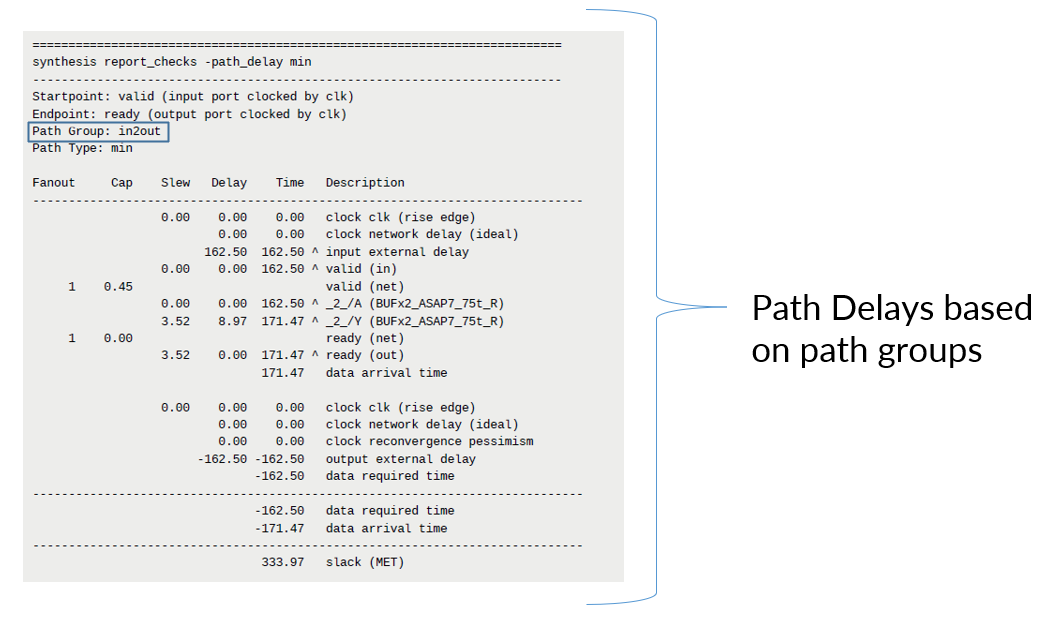 ==========================================================================
synthesis report_checks -path_delay min
--------------------------------------------------------------------------
Startpoint: valid (input port clocked by clk)
Endpoint: ready (output port clocked by clk)
Path Group: in2out
Path Type: min
Fanout     Cap    Slew   Delay    Time   Description
-----------------------------------------------------------------------------
                  0.00    0.00    0.00   clock clk (rise edge)
                          0.00    0.00   clock network delay (ideal)
                        162.50  162.50 ^ input external delay
                  0.00    0.00  162.50 ^ valid (in)
     1    0.45                           valid (net)
                  0.00    0.00  162.50 ^ _2_/A (BUFx2_ASAP7_75t_R)
                  3.52    8.97  171.47 ^ _2_/Y (BUFx2_ASAP7_75t_R)
     1    0.00                           ready (net)
                  3.52    0.00  171.47 ^ ready (out)
                                171.47   data arrival time
                  0.00    0.00    0.00   clock clk (rise edge)
                          0.00    0.00   clock network delay (ideal)
                          0.00    0.00   clock reconvergence pessimism
                       -162.50 -162.50   output external delay
                               -162.50   data required time
-----------------------------------------------------------------------------
                               -162.50   data required time
                               -171.47   data arrival time
-----------------------------------------------------------------------------
                                333.97   slack (MET)
Path Delays based
on path groups